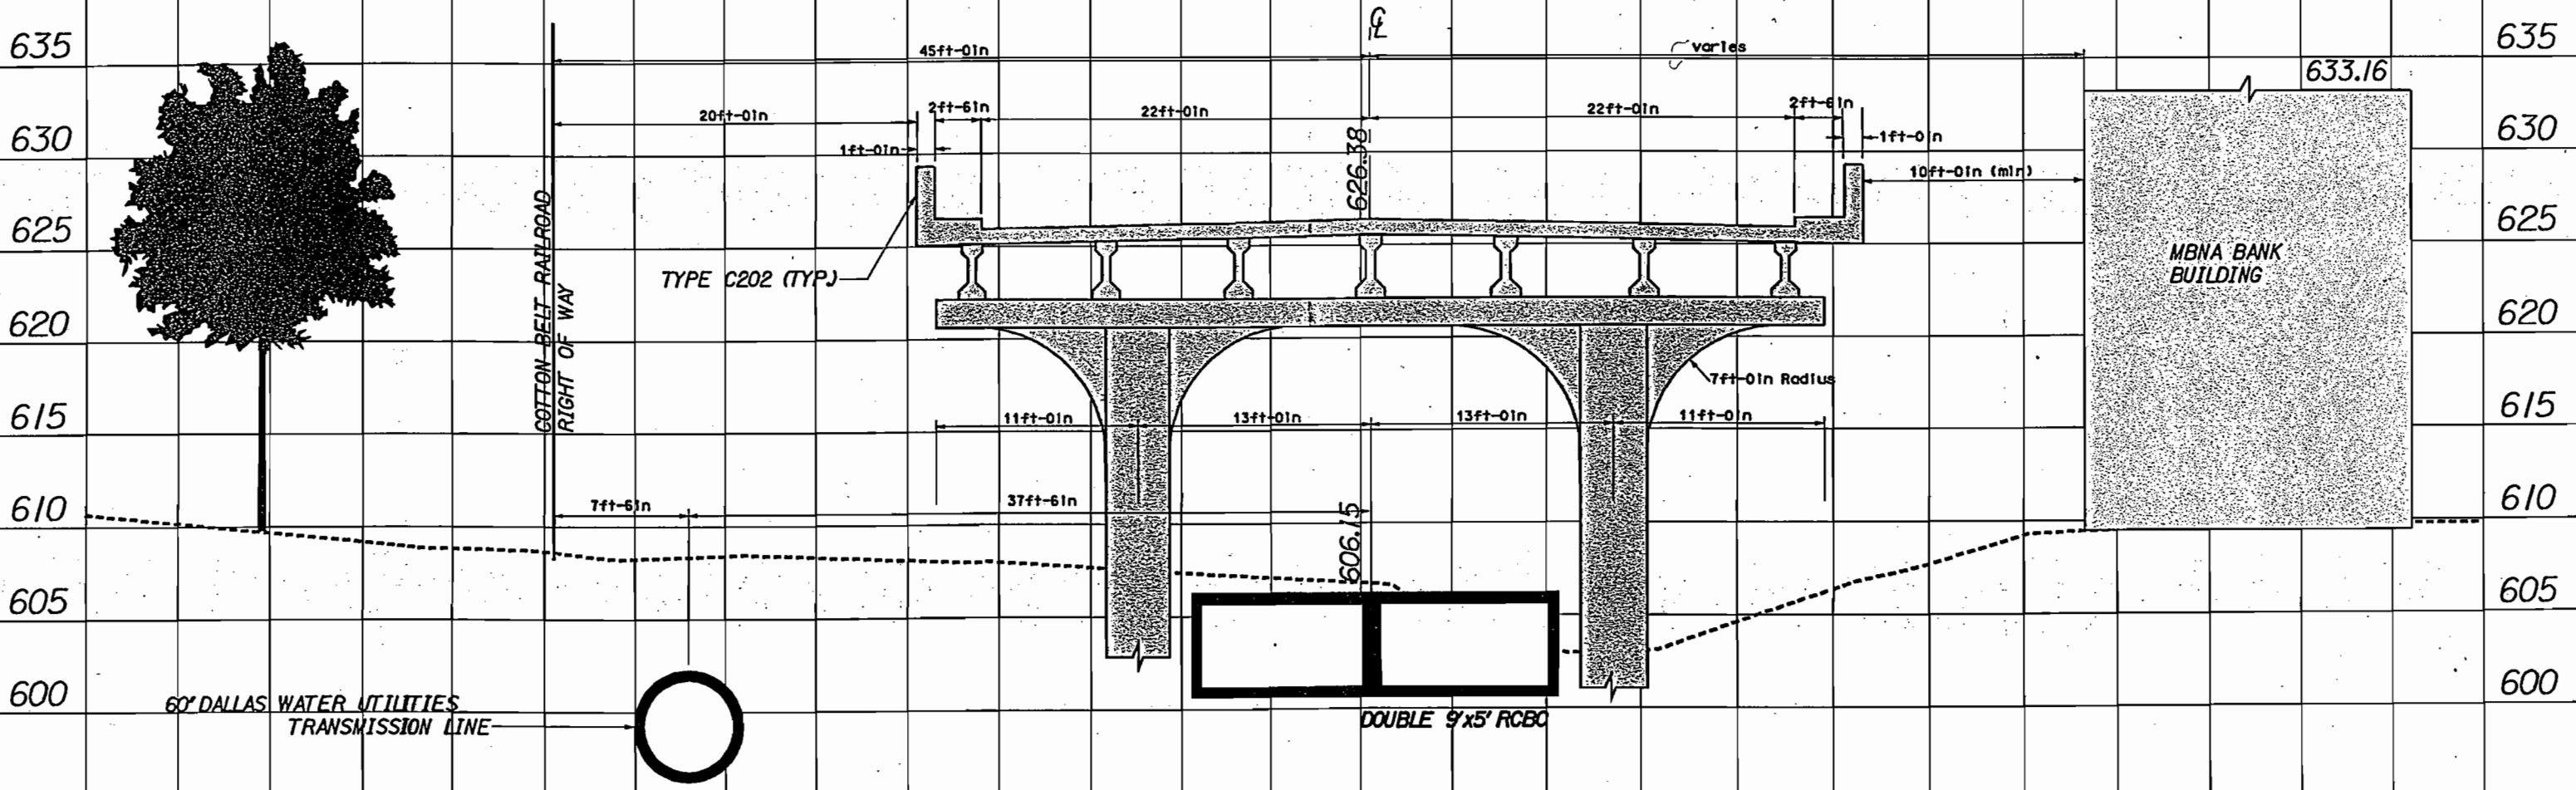 635
630
625
620
615
610
605
600
COTTON BELT RAILROAD
RIGHT OF WAY
60" DALLAS WATER UTILITIES
TRANSMISSION LINE
45ft-0in
℄
varies
20ft-0in
1ft-0in
2ft-6in
22ft-0in
626.38
22ft-0in
2ft-6in
1ft-0in
10ft-0in (min)
TYPE C202 (TYP.)
7ft-0in Radius
11ft-0in
13ft-0in
13ft-0in
11ft-0in
7ft-6in
37ft-6in
606.15
DOUBLE 9'x5' RCBC
633.16
MBNA BANK
BUILDING
635
630
625
620
615
610
605
600